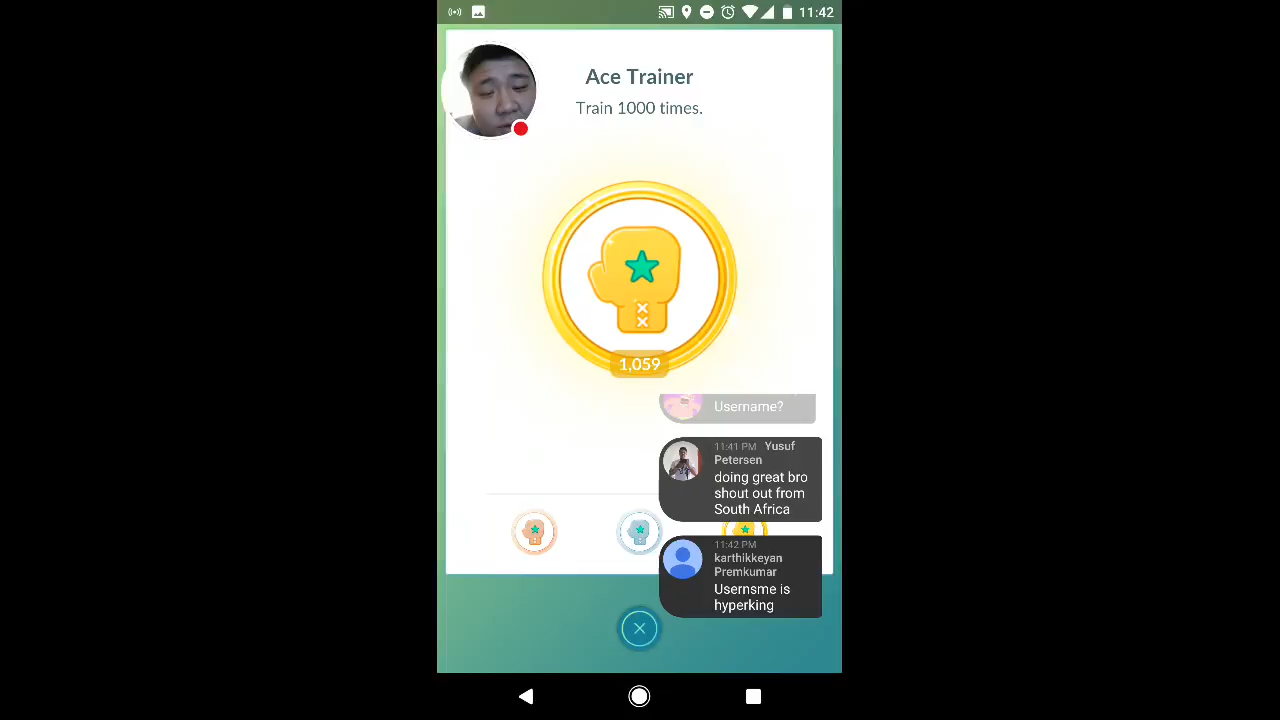 11:42
Ace Trainer
Train 1000 times.
1,059
Username?
11:41 PM Yusuf
Petersen
doing great bro
shout out from
South Africa
11:42 PM
karthikkeyan
Premkumar
Usernsme is
hyperking